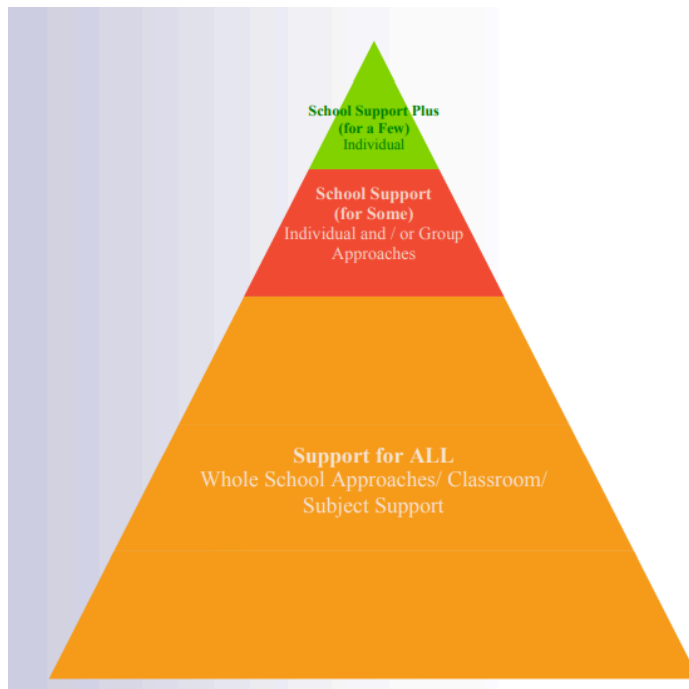 School Support Plus
(for a Few)
Individual
School Support
(for Some)
Individual and / or Group
Approaches
Support for ALL
Whole School Approaches/ Classroom/
Subject Support